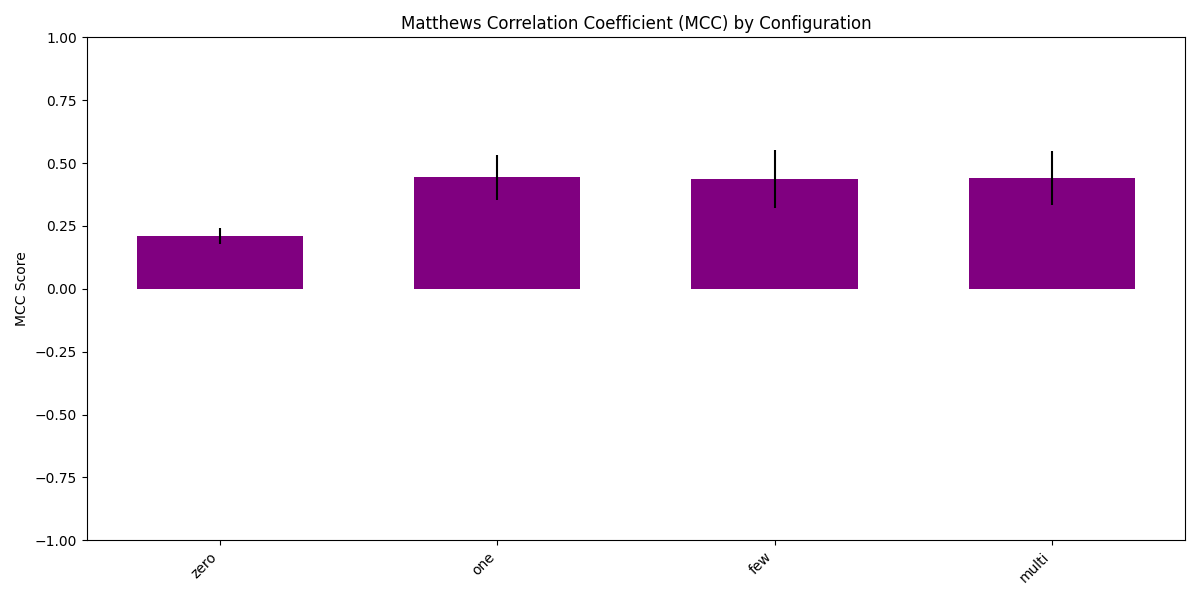 Matthews Correlation Coefficient (MCC) by Configuration
MCC Score
1.00
0.75
0.50
0.25
0.00
−0.25
−0.50
−0.75
−1.00
zero
one
few
multi